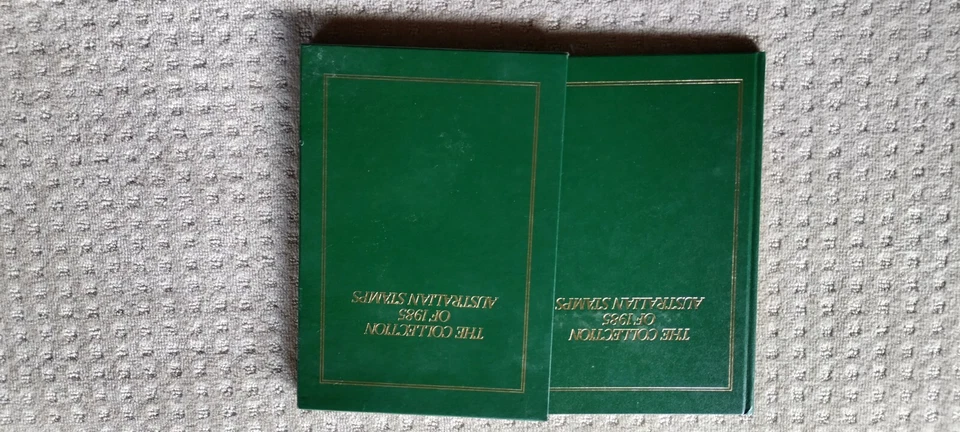 THE COLLECTION
OF 1985
AUSTRALIAN STAMPS
THE COLLECTION
OF 1985
AUSTRALIAN STAMPS